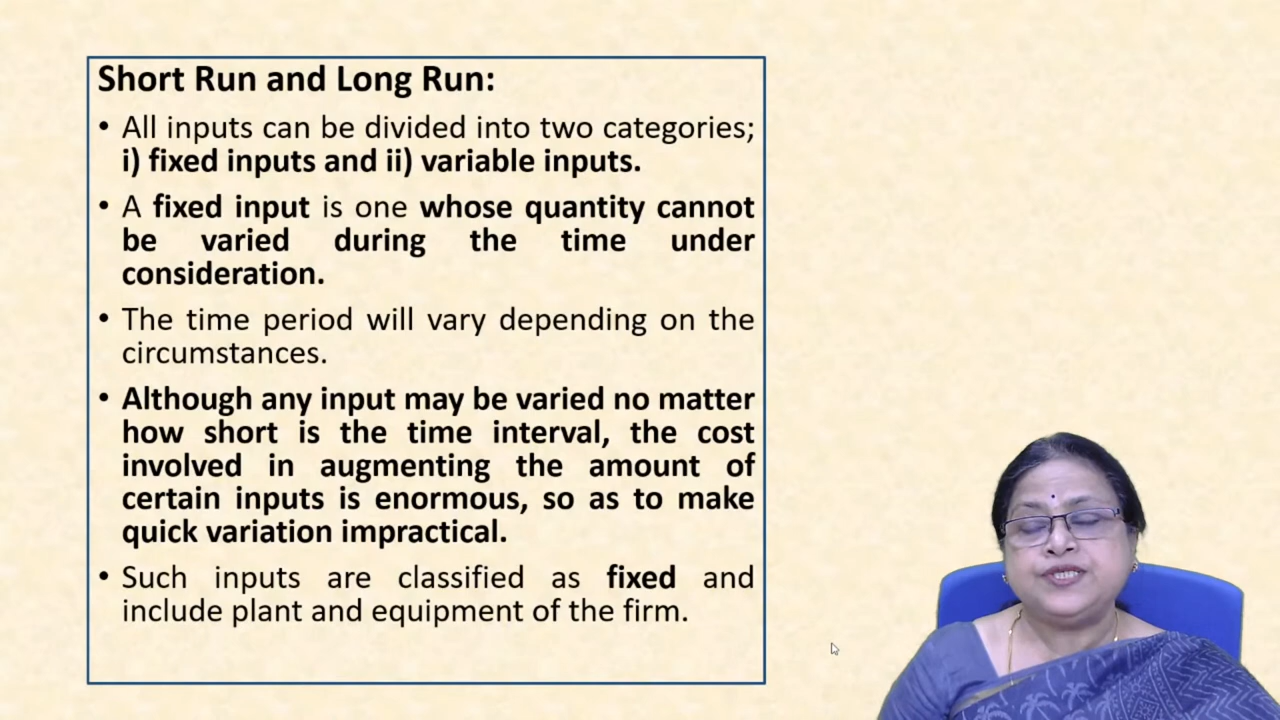 Short Run and Long Run:
• All inputs can be divided into two categories;
i) fixed inputs and ii) variable inputs.
• A fixed input is one whose quantity cannot
be varied during the time under
consideration.
• The time period will vary depending on the
circumstances.
• Although any input may be varied no matter
how short is the time interval, the cost
involved in augmenting the amount of
certain inputs is enormous, so as to make
quick variation impractical.
• Such inputs are classified as fixed and
include plant and equipment of the firm.